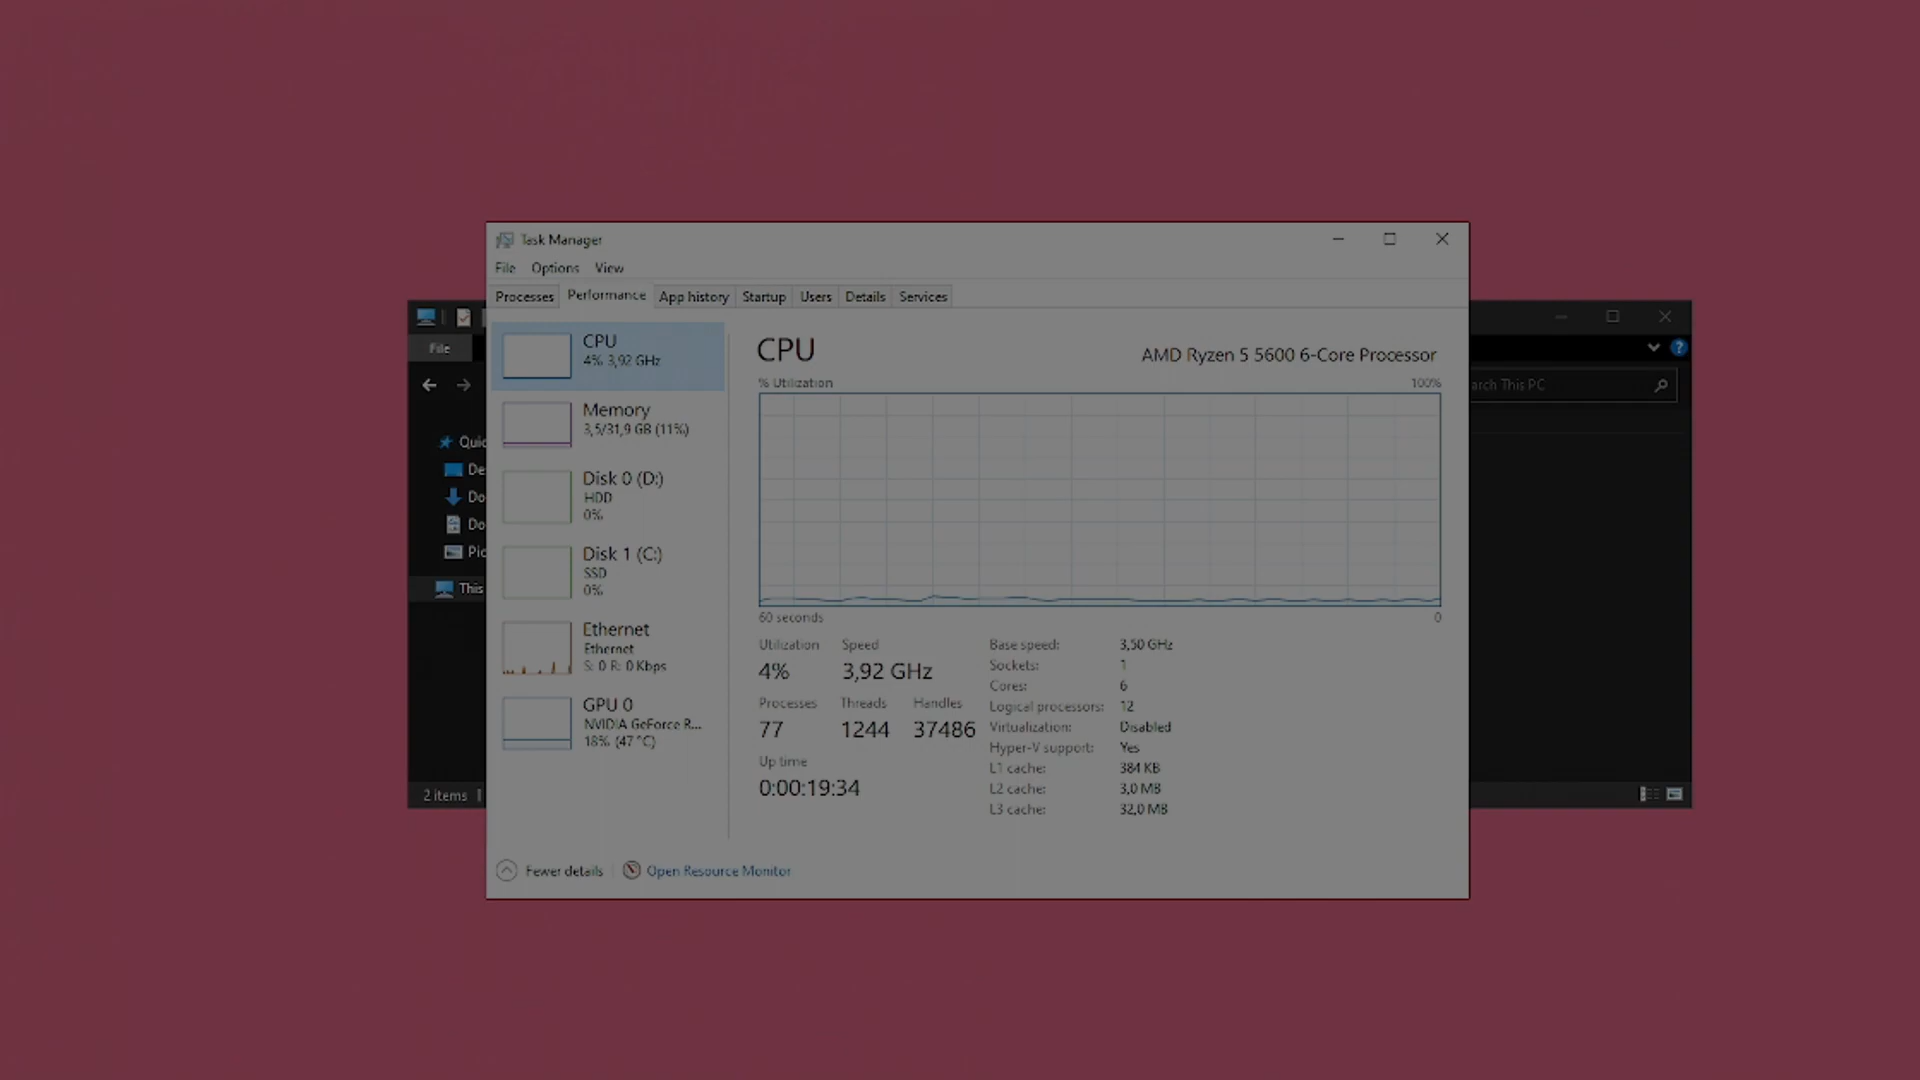 Task Manager
File Options View
Processes Performance App history Startup Users Details Services
CPU
4% 3,92 GHz
Memory
3,5/31,9 GB (11%)
Disk 0 (D:)
HDD
0%
Disk 1 (C:)
SSD
0%
Ethernet
Ethernet
S: 0 R: 0 Kbps
GPU 0
NVIDIA GeForce R...
18% (47 °C)
CPU
AMD Ryzen 5 5600 6-Core Processor
% Utilization 100%
60 seconds 0
Utilization Speed
4% 3,92 GHz
Processes Threads Handles
77 1244 37486
Up time
0:00:19:34
Base speed: 3,50 GHz
Sockets: 1
Cores: 6
Logical processors: 12
Virtualization: Disabled
Hyper-V support: Yes
L1 cache: 384 KB
L2 cache: 3,0 MB
L3 cache: 32,0 MB
Fewer details Open Resource Monitor
File
Quic
De
Do
Do
Pic
This
2 items
arch This PC